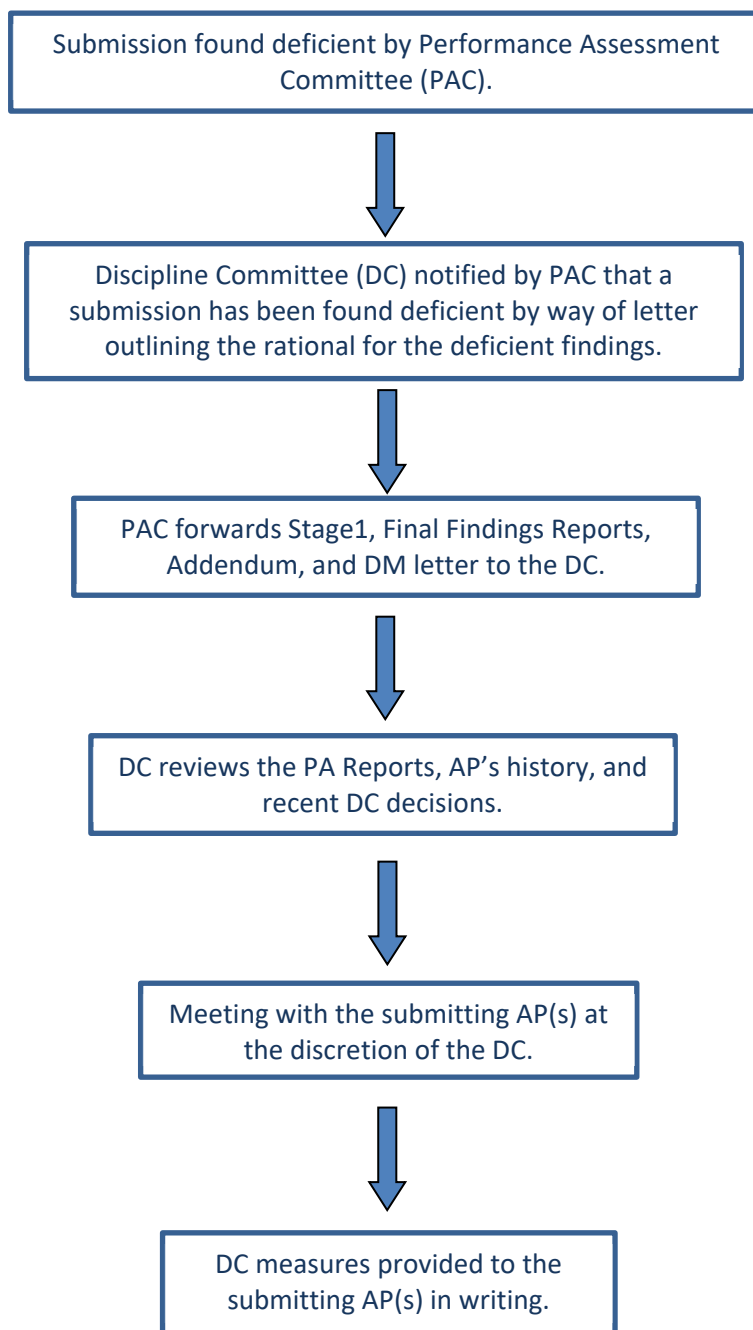 Submission found deficient by Performance Assessment
Committee (PAC).
Discipline Committee (DC) notified by PAC that a
submission has been found deficient by way of letter
outlining the rational for the deficient findings.
PAC forwards Stage1, Final Findings Reports,
Addendum, and DM letter to the DC.
DC reviews the PA Reports, AP’s history, and
recent DC decisions.
Meeting with the submitting AP(s) at
the discretion of the DC.
DC measures provided to the
submitting AP(s) in writing.